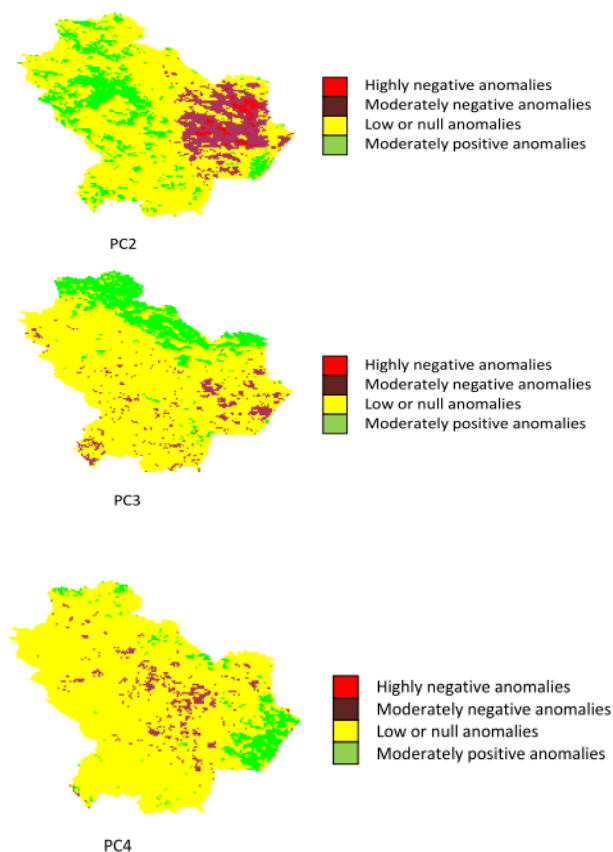 Highly negative anomalies
Moderately negative anomalies
Low or null anomalies
Moderately positive anomalies
PC2
Highly negative anomalies
Moderately negative anomalies
Low or null anomalies
Moderately positive anomalies
PC3
Highly negative anomalies
Moderately negative anomalies
Low or null anomalies
Moderately positive anomalies
PC4